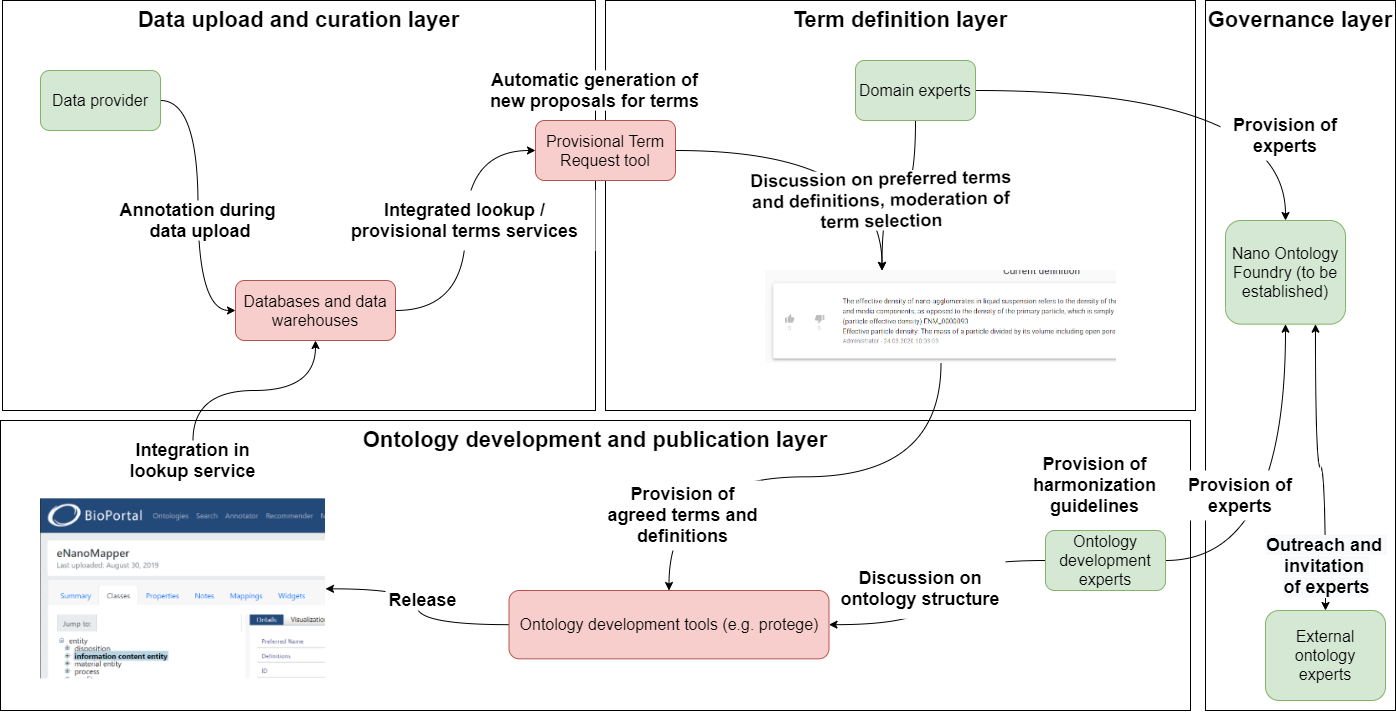 Data upload and curation layer
Data provider
Annotation during
data upload
Databases and data
warehouses
Integrated lookup /
provisional terms services
Automatic generation of
new proposals for terms
Provisional Term
Request tool
Term definition layer
Domain experts
Discussion on preferred terms
and definitions, moderation of
term selection
Current definition
The effective density of nano-agglomerates in liquid suspension refers to the density of the
and media components, as opposed to the density of the primary particle, which is simply
(particle effective density) ENM_0000093
Effective particle density: The mass of a particle divided by its volume including open pore
Administrator - 24.03.2020
Governance layer
Provision of
experts
Nano Ontology
Foundry (to be
established)
Provision of
experts
Outreach and
invitation
of experts
External
ontology
experts
Ontology development and publication layer
Integration in
lookup service
BioPortal Ontologies Search Annotator Recommender
eNanoMapper
Last uploaded: August 30, 2019
Summary Classes Properties Notes Mappings Widgets
Jump to:
entity
disposition
information content entity
material entity
process
Details Visualization
Preferred Name
Definitions
ID
Release
Provision of
agreed terms and
definitions
Ontology development tools (e.g. protege)
Discussion on
ontology structure
Provision of
harmonization
guidelines
Ontology
development
experts